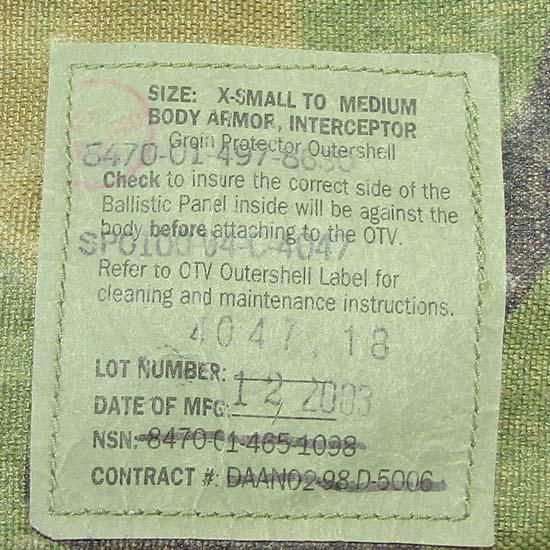 SIZE: X-SMALL TO MEDIUM
BODY ARMOR, INTERCEPTOR
Groin Protector Outershell
8470-01-497-8690
Check to insure the correct side of the
Ballistic Panel inside will be against the
body before attaching to the OTV.
SPO100-04-C-4047
Refer to OTV Outershell Label for
cleaning and maintenance instructions.
4047.18
LOT NUMBER:
DATE OF MFG: 12/2003
NSN: 8470-01-465-1098
CONTRACT #: DAAN02-98-D-5006